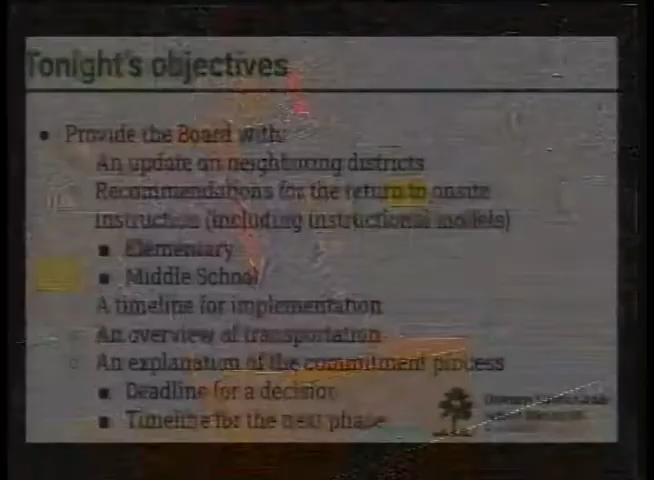 Tonight's objectives
• Provide the Board with:
An update on neighboring districts
Recommendations for the return to onsite
instruction (including instructional models)
■ Elementary
■ Middle School
A timeline for implementation
○ An overview of transportation
○ An explanation of the commitment process
■ Deadline for a decision
■ Timeline for the next phase